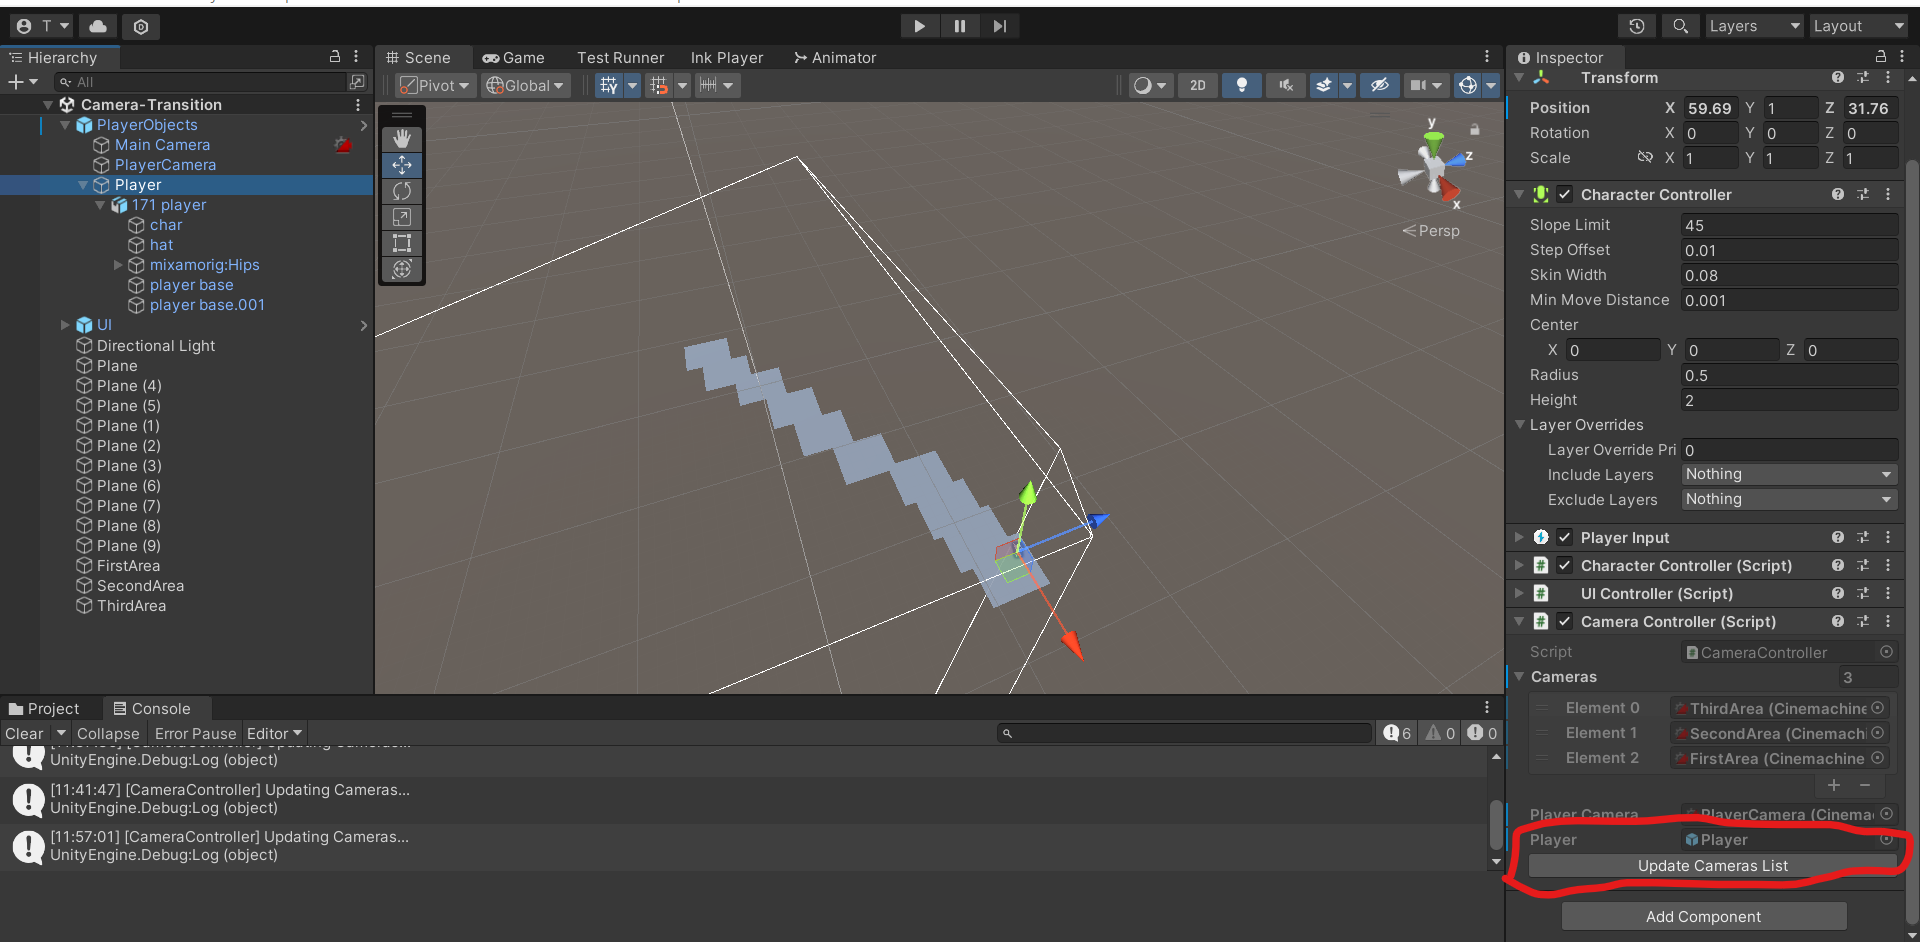 T
Layers
Layout
Hierarchy
All
Camera-Transition
PlayerObjects
Main Camera
PlayerCamera
Player
171 player
char
hat
mixamorig:Hips
player base
player base.001
UI
Directional Light
Plane
Plane (4)
Plane (5)
Plane (1)
Plane (2)
Plane (3)
Plane (6)
Plane (7)
Plane (8)
Plane (9)
FirstArea
SecondArea
ThirdArea
Scene Game Test Runner Ink Player Animator
Pivot Global 2D
y
z
x
Persp
Project Console
Clear Collapse Error Pause Editor 6 0 0
UnityEngine.Debug:Log (object)
[11:41:47] [CameraController] Updating Cameras...
UnityEngine.Debug:Log (object)
[11:57:01] [CameraController] Updating Cameras...
UnityEngine.Debug:Log (object)
Inspector
Transform
Position X 59.69 Y 1 Z 31.76
Rotation X 0 Y 0 Z 0
Scale X 1 Y 1 Z 1
Character Controller
Slope Limit 45
Step Offset 0.01
Skin Width 0.08
Min Move Distance 0.001
Center
X 0 Y 0 Z 0
Radius 0.5
Height 2
Layer Overrides
Layer Override Pri 0
Include Layers Nothing
Exclude Layers Nothing
Player Input
# Character Controller (Script)
# UI Controller (Script)
# Camera Controller (Script)
Script # CameraController
Cameras 3
Element 0 ThirdArea (Cinemachine
Element 1 SecondArea (Cinemach
Element 2 FirstArea (Cinemachine
+ −
Player Camera PlayerCamera (Cinema
Player Player
Update Cameras List
Add Component